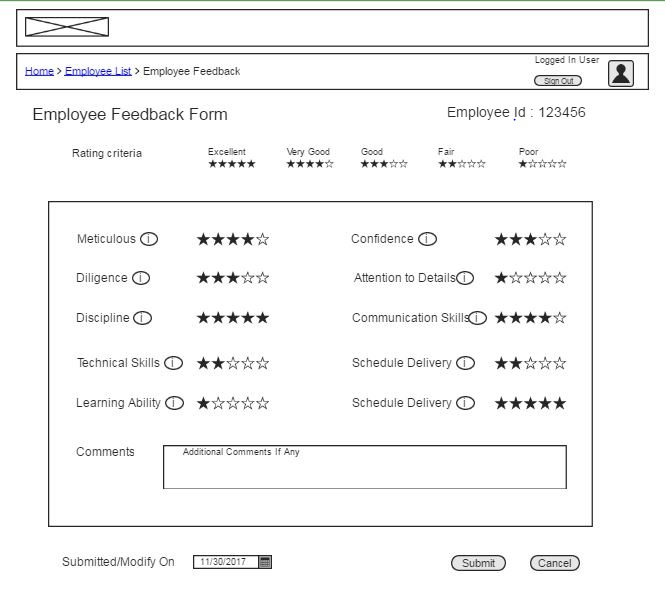 Logged In User
Home > Employee List > Employee Feedback
Sign Out
Employee Feedback Form
Employee Id : 123456
Rating criteria
Excellent
Very Good
Good
Fair
Poor
★★★★★
★★★★☆
★★★☆☆
★★☆☆☆
★☆☆☆☆
Meticulous i ★★★★☆
Confidence i ★★★☆☆
Diligence i ★★★☆☆
Attention to Details i ★☆☆☆☆
Discipline i ★★★★★
Communication Skills i ★★★★☆
Technical Skills i ★★☆☆☆
Schedule Delivery i ★★☆☆☆
Learning Ability i ★☆☆☆☆
Schedule Delivery i ★★★★★
Comments
Additional Comments If Any
Submitted/Modify On 11/30/2017
Submit
Cancel